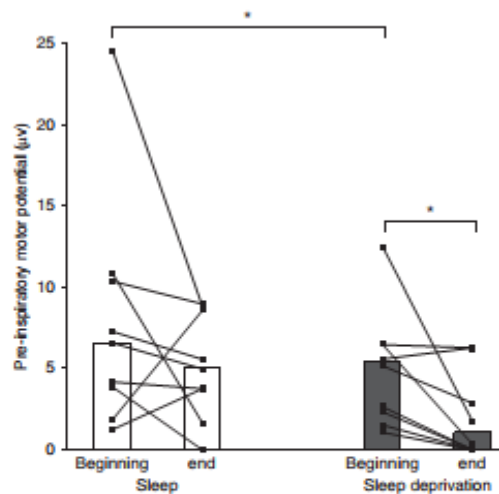 *
*
25
20
15
10
5
0
Pre-inspiratory motor potential (μv)
Beginning end Beginning end
Sleep Sleep deprivation